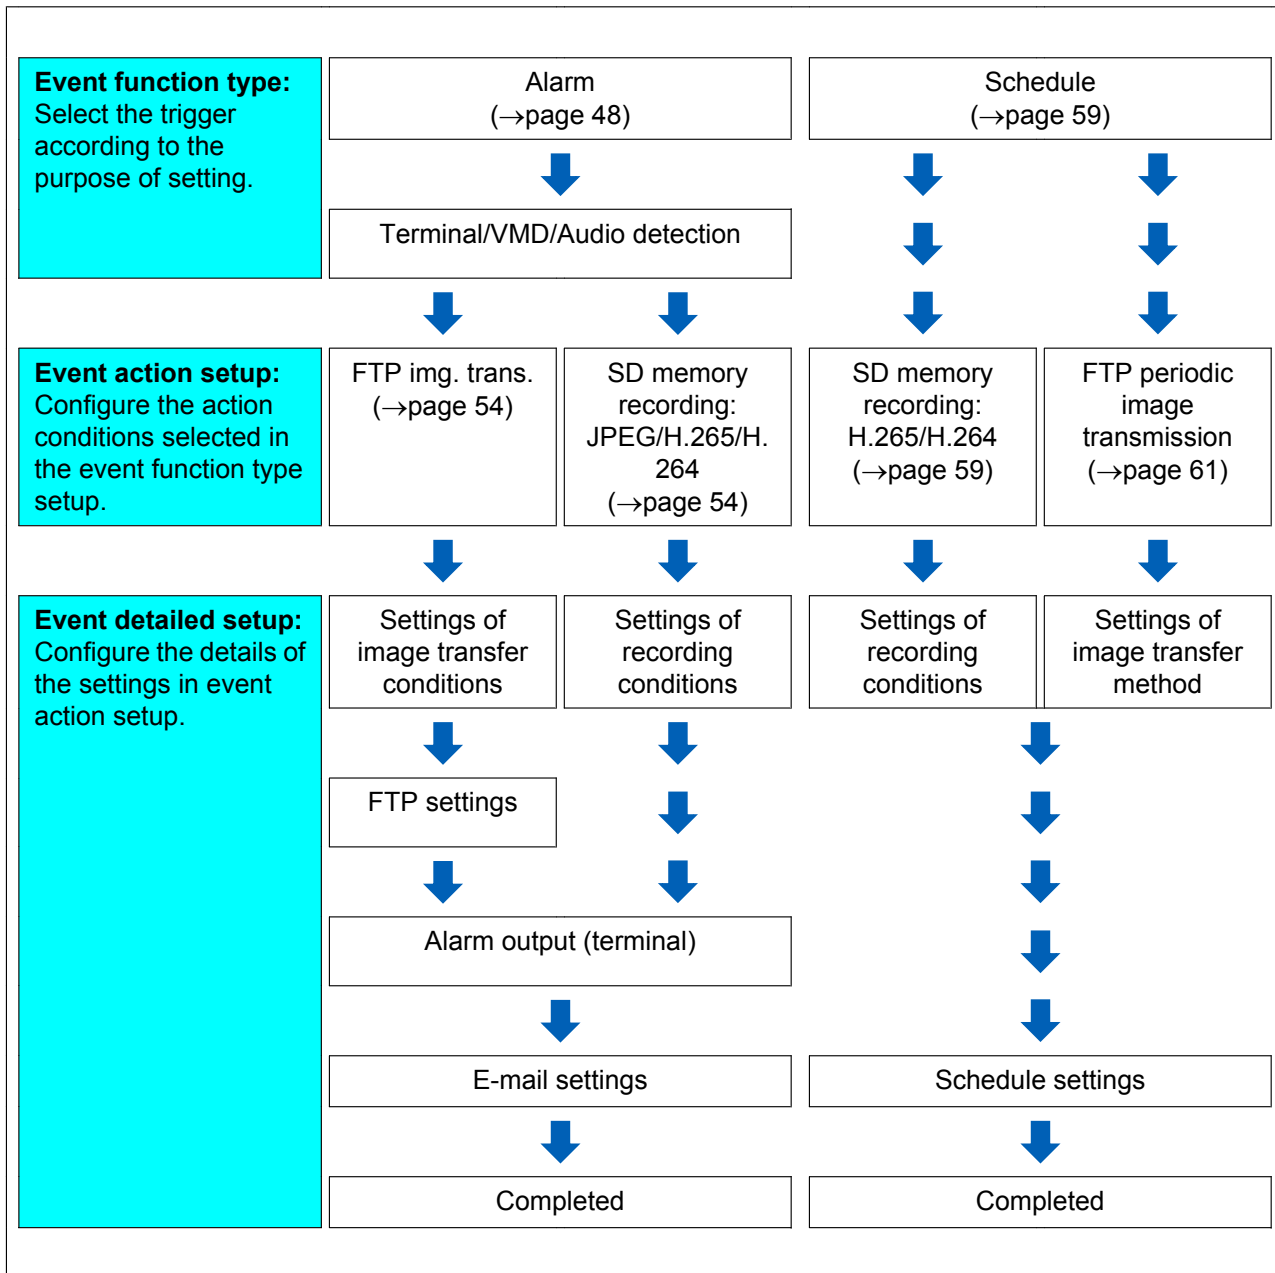 Event function type:
Select the trigger
according to the
purpose of setting.
Alarm
(→page 48)
Schedule
(→page 59)
Terminal/VMD/Audio detection
Event action setup:
Configure the action
conditions selected in
the event function type
setup.
FTP img. trans.
(→page 54)
SD memory
recording:
JPEG/H.265/H.
264
(→page 54)
SD memory
recording:
H.265/H.264
(→page 59)
FTP periodic
image
transmission
(→page 61)
Event detailed setup:
Configure the details of
the settings in event
action setup.
Settings of
image transfer
conditions
Settings of
recording
conditions
Settings of
recording
conditions
Settings of
image transfer
method
FTP settings
Alarm output (terminal)
E-mail settings
Schedule settings
Completed
Completed